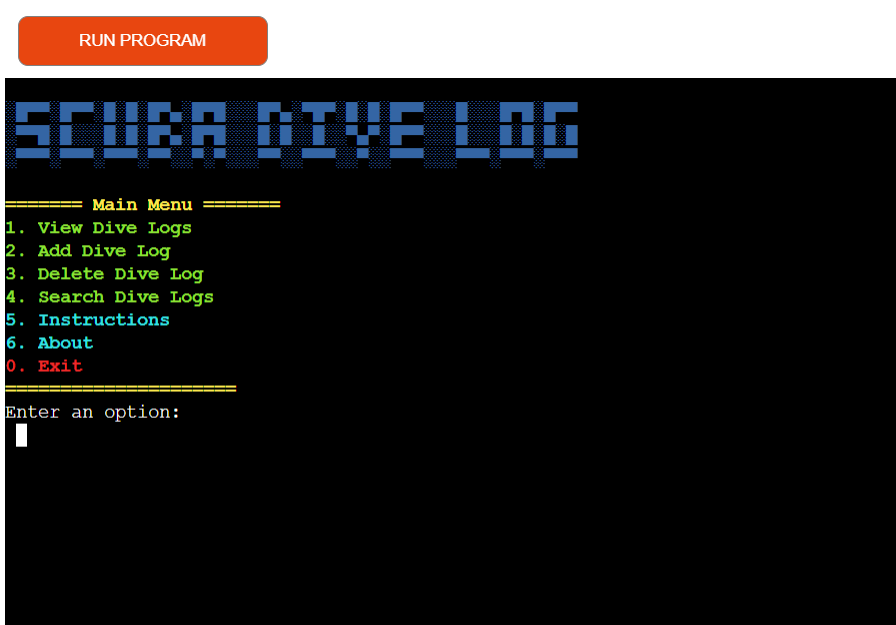 RUN PROGRAM
SCUBA DIVE LOG
======= Main Menu =======
1. View Dive Logs
2. Add Dive Log
3. Delete Dive Log
4. Search Dive Logs
5. Instructions
6. About
0. Exit
=====================
Enter an option: